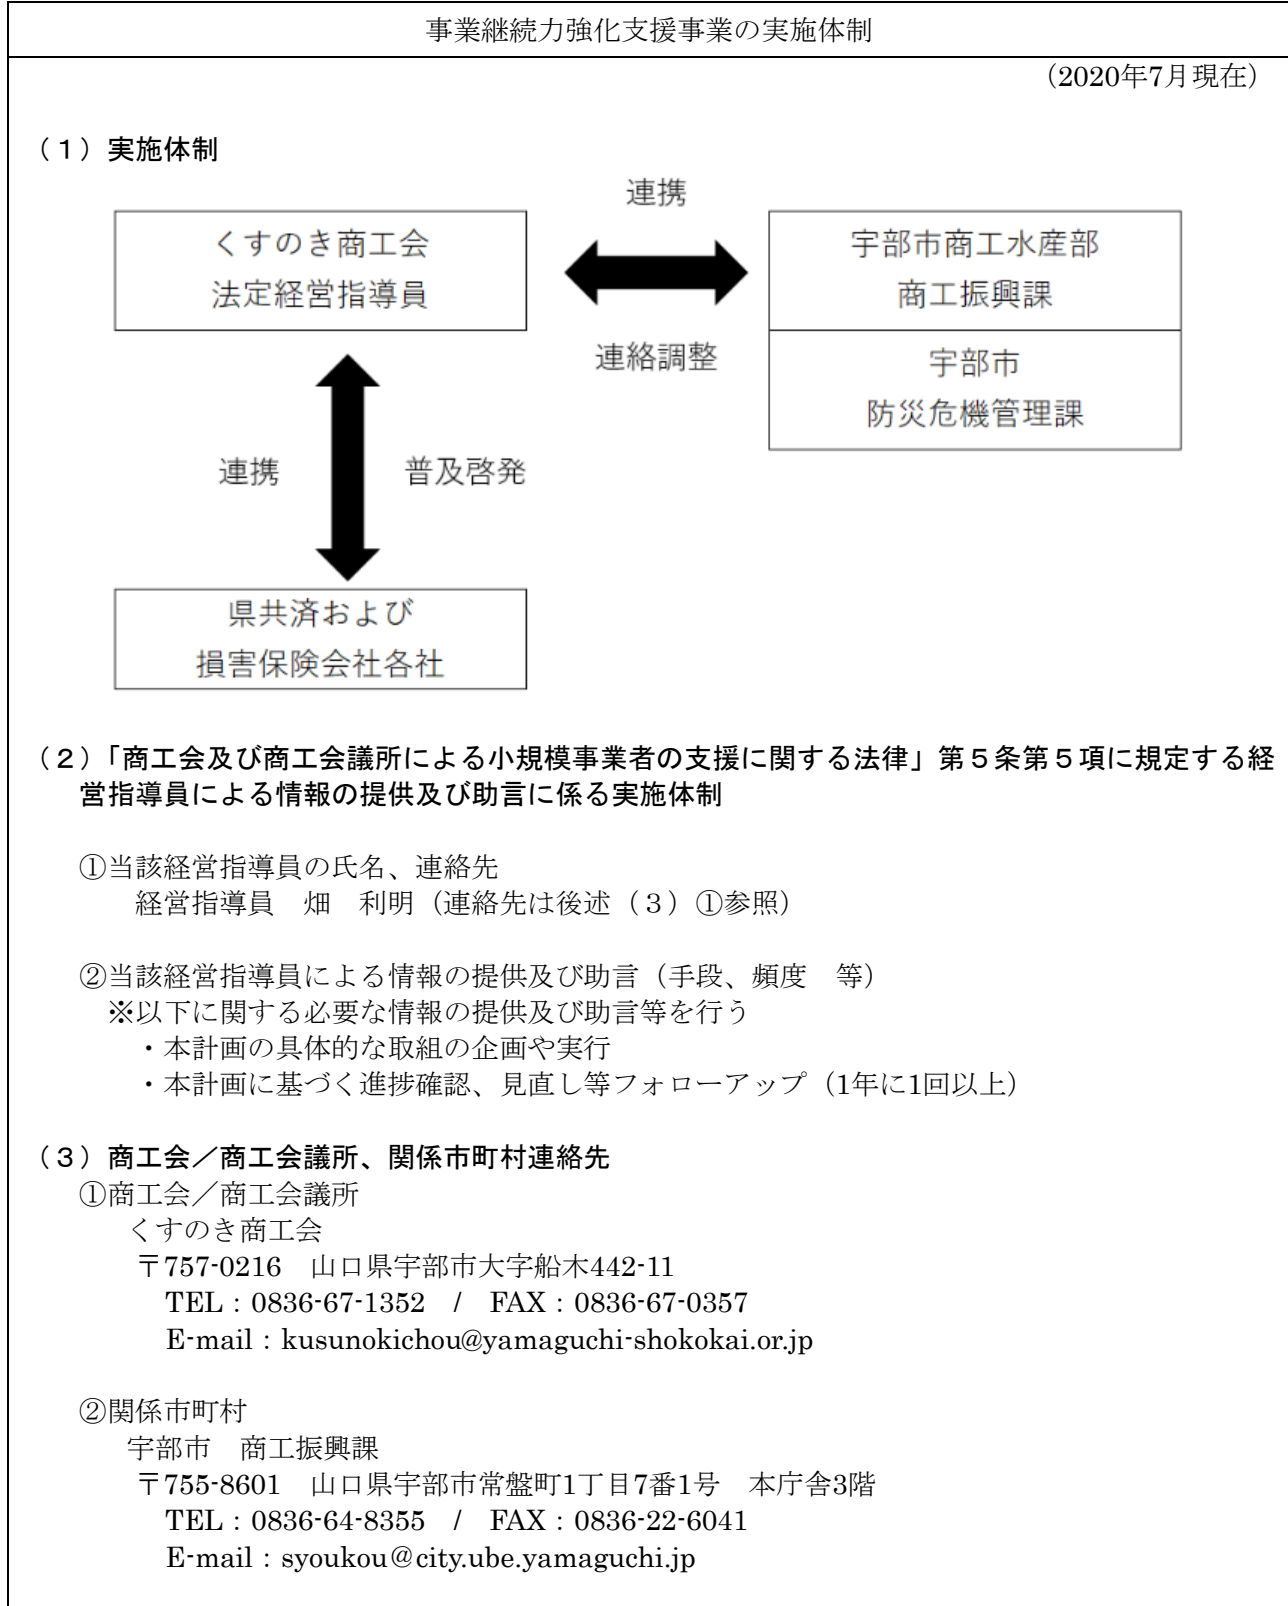 事業継続力強化支援事業の実施体制
（2020年7月現在）
（１）実施体制
連携
くすのき商工会
法定経営指導員
宇部市商工水産部
商工振興課
連絡調整
宇部市
防災危機管理課
連携
普及啓発
県共済および
損害保険会社各社
（２）「商工会及び商工会議所による小規模事業者の支援に関する法律」第５条第５項に規定する経
営指導員による情報の提供及び助言に係る実施体制
①当該経営指導員の氏名、連絡先
経営指導員　畑　利明（連絡先は後述（３）①参照）
②当該経営指導員による情報の提供及び助言（手段、頻度　等）
※以下に関する必要な情報の提供及び助言等を行う
・本計画の具体的な取組の企画や実行
・本計画に基づく進捗確認、見直し等フォローアップ（1年に1回以上）
（３）商工会／商工会議所、関係市町村連絡先
①商工会／商工会議所
くすのき商工会
〒757-0216　山口県宇部市大字船木442-11
TEL：0836-67-1352　/　FAX：0836-67-0357
E-mail：kusunokichou@yamaguchi-shokokai.or.jp
②関係市町村
宇部市　商工振興課
〒755-8601　山口県宇部市常盤町1丁目7番1号　本庁舎3階
TEL：0836-64-8355　/　FAX：0836-22-6041
E-mail：syoukou＠city.ube.yamaguchi.jp